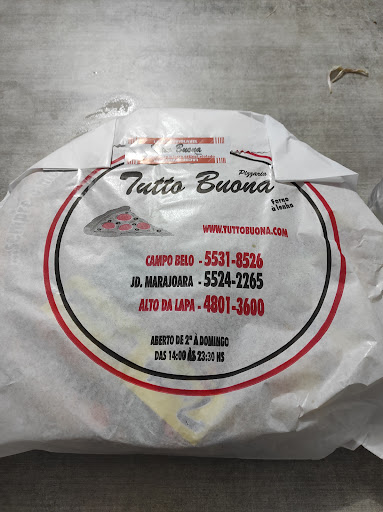 Buona
Pizzaria
Tutto Buona
Forno
a lenha
WWW.TUTTOBUONA.COM
CAMPO BELO - 5531-8526
JD. MARAJOARA - 5524-2265
ALTO DA LAPA - 4801-3600
ABERTO DE 2ª À DOMINGO
DAS 14:00 ÀS 23:30 HS